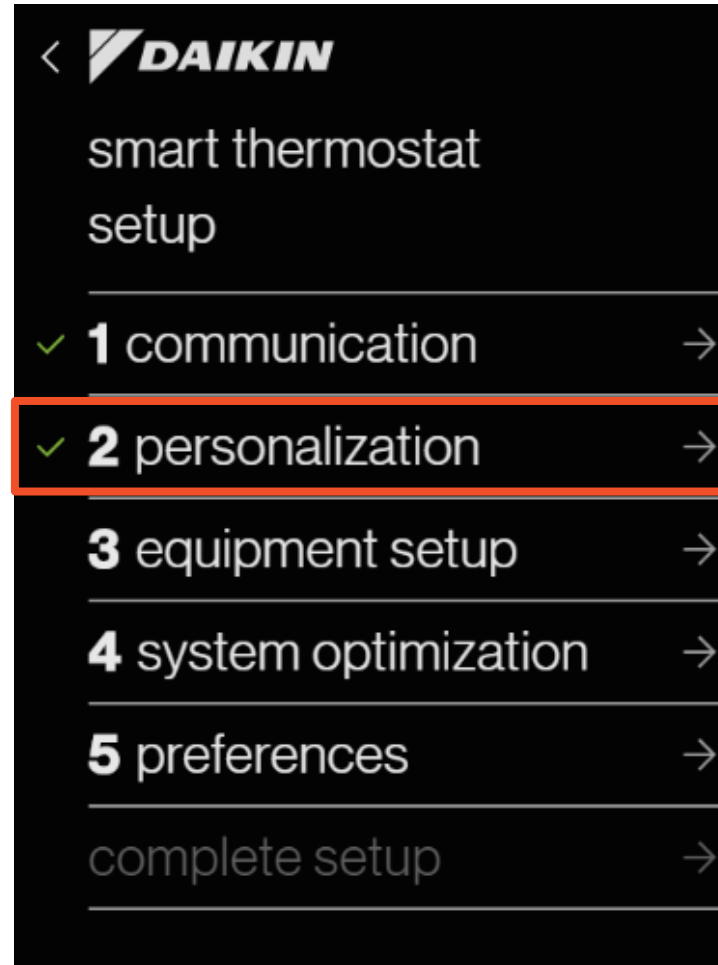 DAIKIN
smart thermostat
setup
1 communication
2 personalization
3 equipment setup
4 system optimization
5 preferences
complete setup